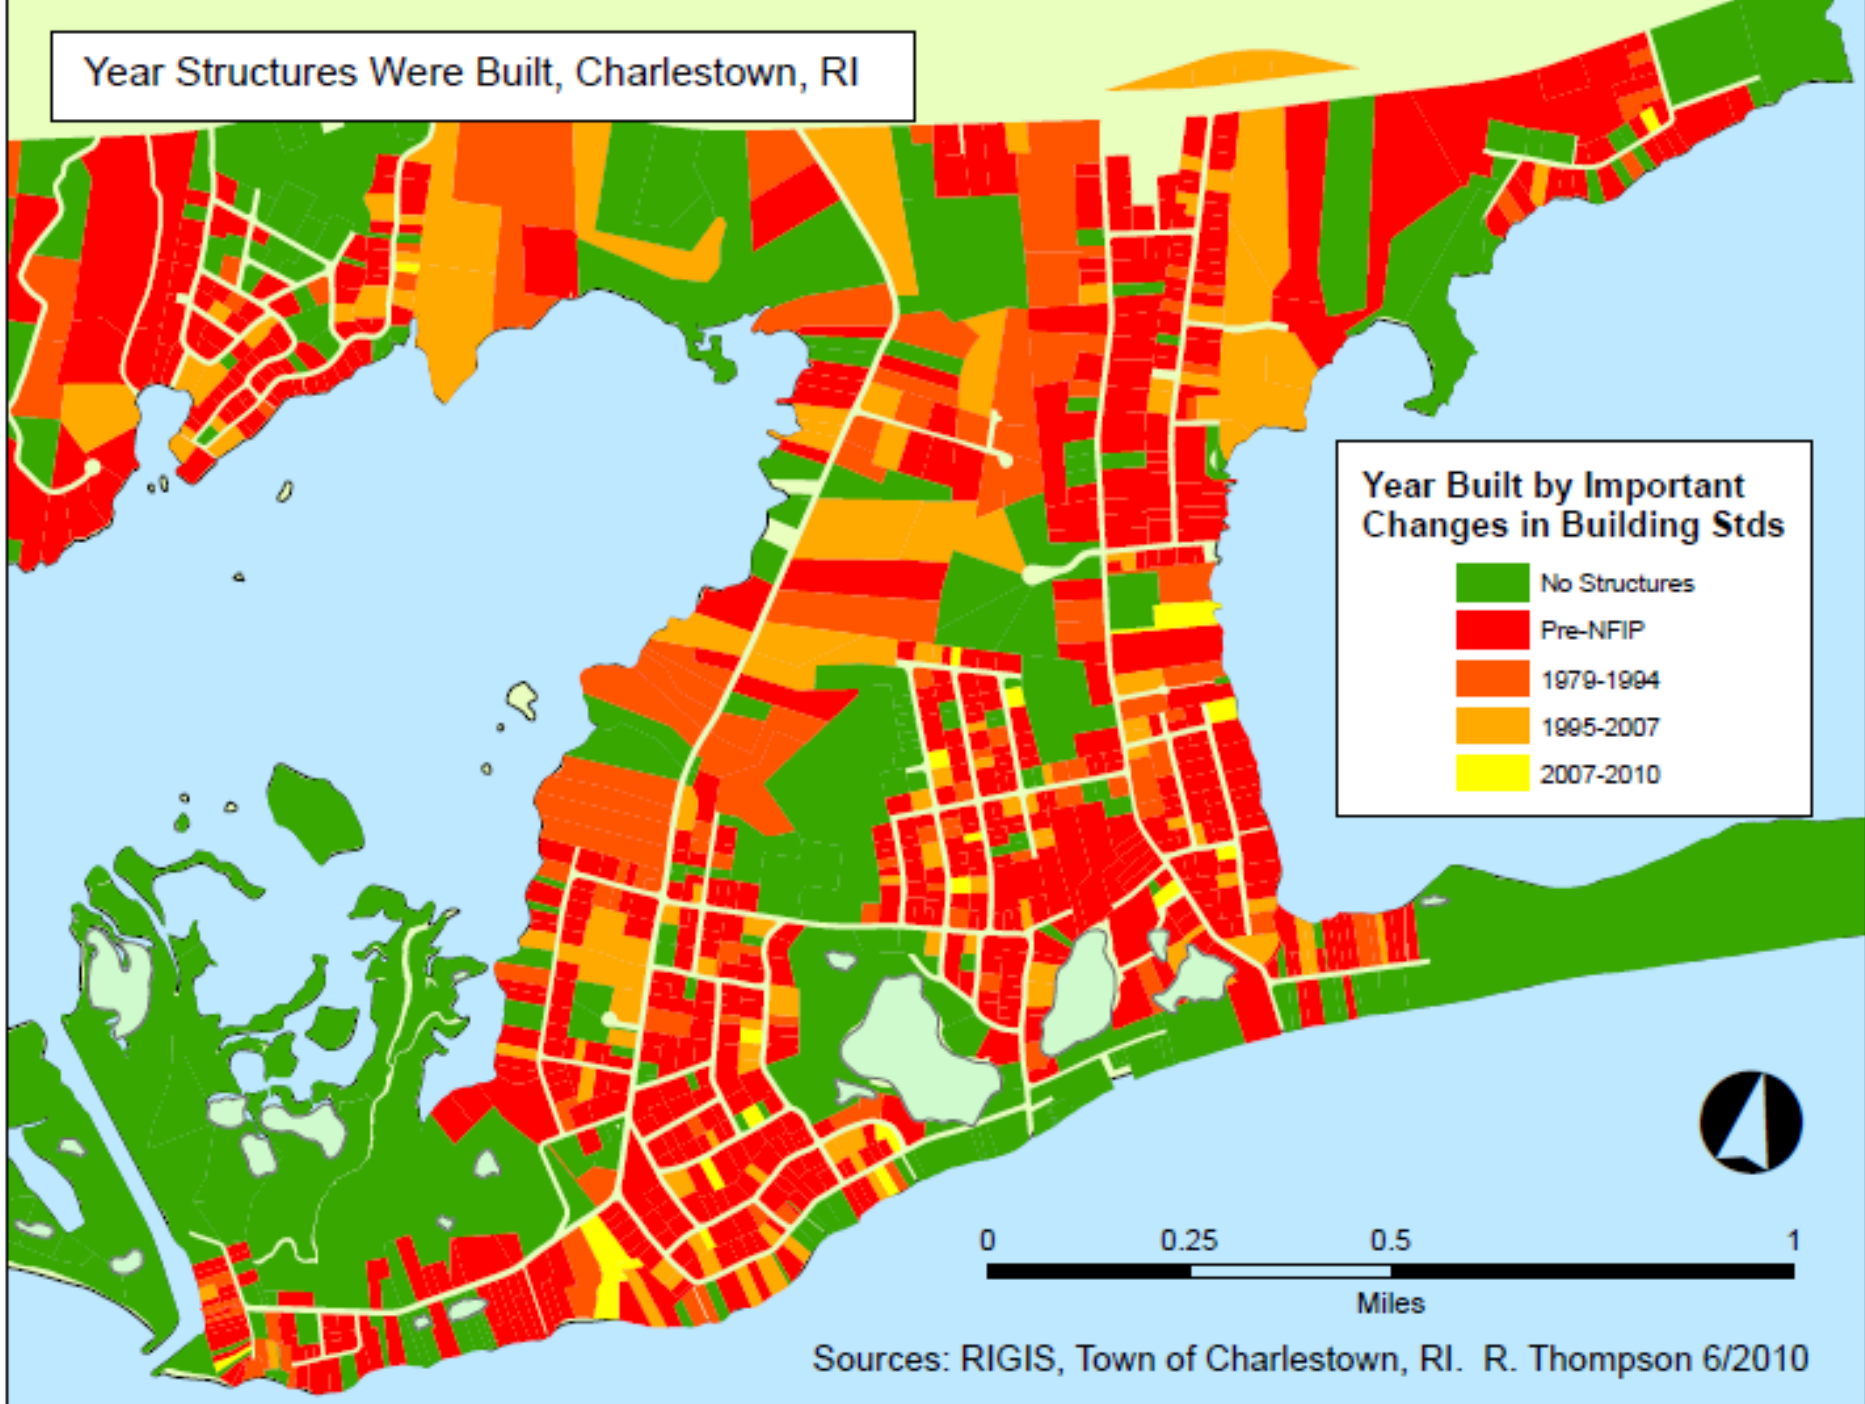 Year Structures Were Built, Charlestown, RI
Year Built by Important
Changes in Building Stds
No Structures
Pre-NFIP
1979-1994
1995-2007
2007-2010
0 0.25 0.5 1
Miles
Sources: RIGIS, Town of Charlestown, RI. R. Thompson 6/2010